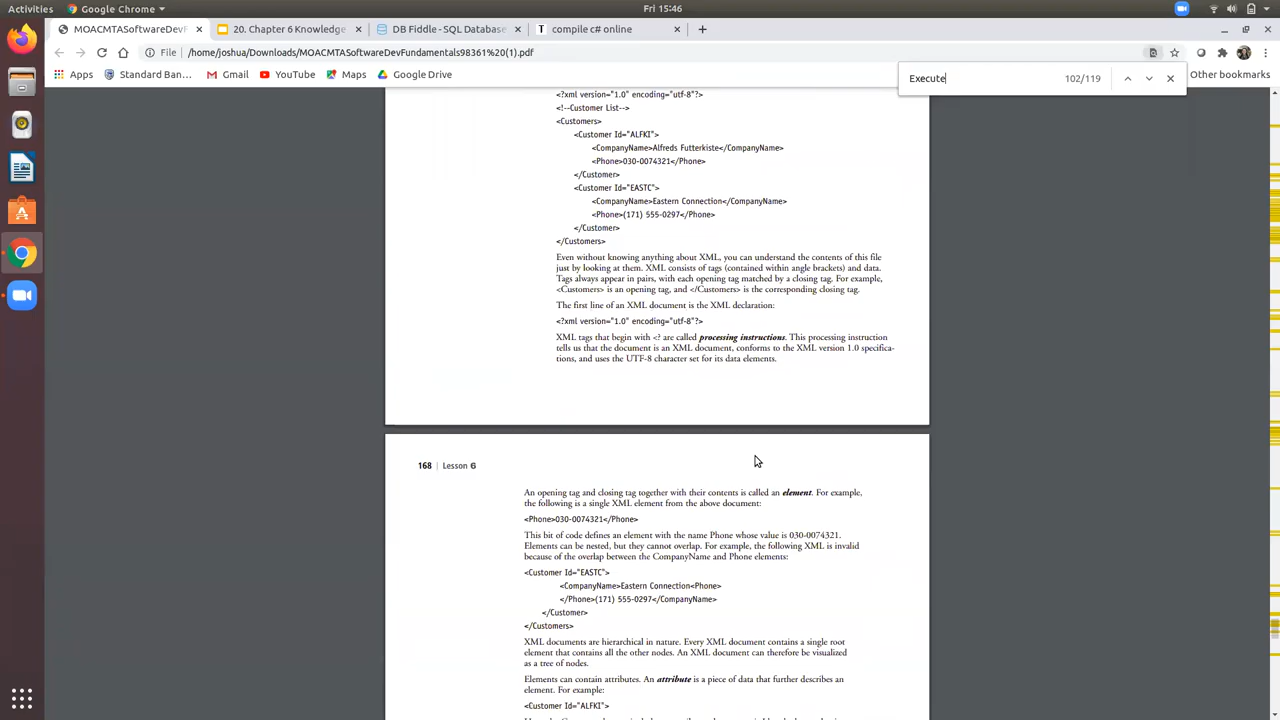 Activities Google Chrome Fri 15:46
MOACMTASoftwareDevF 20. Chapter 6 Knowledge DB Fiddle - SQL Database compile c# online
File /home/joshua/Downloads/MOACMTASoftwareDevFundamentals98361%20(1).pdf
Apps Standard Ban... Gmail YouTube Maps Google Drive Other bookmarks
Execute 102/119
<?xml version="1.0" encoding="utf-8"?>
<!--Customer List-->
<Customers>
<Customer Id="ALFKI">
<CompanyName>Alfreds Futterkiste</CompanyName>
<Phone>030-0074321</Phone>
</Customer>
<Customer Id="EASTC">
<CompanyName>Eastern Connection</CompanyName>
<Phone>(171) 555-0297</Phone>
</Customer>
</Customers>
Even without knowing anything about XML, you can understand the contents of this file
just by looking at them. XML consists of tags (contained within angle brackets) and data.
Tags always appear in pairs, with each opening tag matched by a closing tag. For example,
<Customers> is an opening tag, and </Customers> is the corresponding closing tag.
The first line of an XML document is the XML declaration:
<?xml version="1.0" encoding="utf-8"?>
XML tags that begin with <? are called processing instructions. This processing instruction
tells us that the document is an XML document, conforms to the XML version 1.0 specifica-
tions, and uses the UTF-8 character set for its data elements.
168 | Lesson 6
An opening tag and closing tag together with their contents is called an element. For example,
the following is a single XML element from the above document:
<Phone>030-0074321</Phone>
This bit of code defines an element with the name Phone whose value is 030-0074321.
Elements can be nested, but they cannot overlap. For example, the following XML is invalid
because of the overlap between the CompanyName and Phone elements:
<Customer Id="EASTC">
<CompanyName>Eastern Connection<Phone>
</Phone>(171) 555-0297</CompanyName>
</Customer>
</Customers>
XML documents are hierarchical in nature. Every XML document contains a single root
element that contains all the other nodes. An XML document can therefore be visualized
as a tree of nodes.
Elements can contain attributes. An attribute is a piece of data that further describes an
element. For example:
<Customer Id="ALFKI">